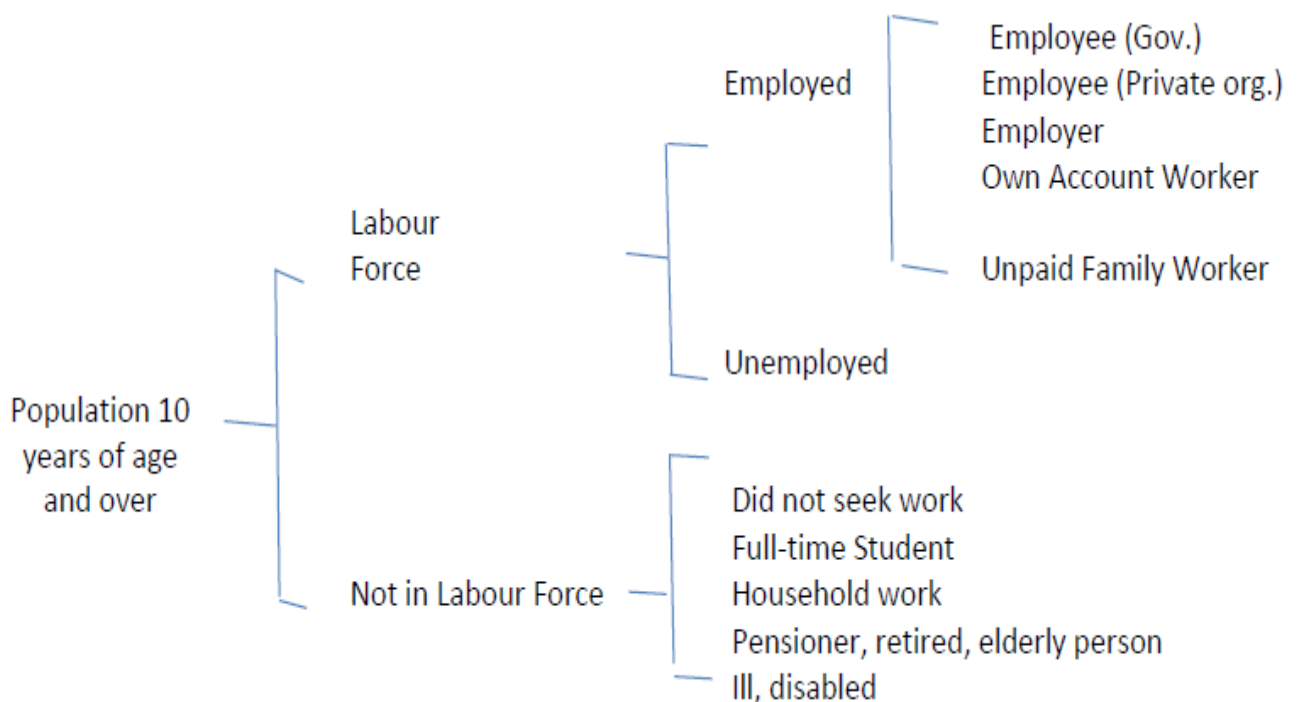 Employee (Gov.)
Employed
Employee (Private org.)
Employer
Own Account Worker
Labour
Force
Unpaid Family Worker
Unemployed
Population 10
years of age
and over
Did not seek work
Full-time Student
Not in Labour Force
Household work
Pensioner, retired, elderly person
Ill, disabled